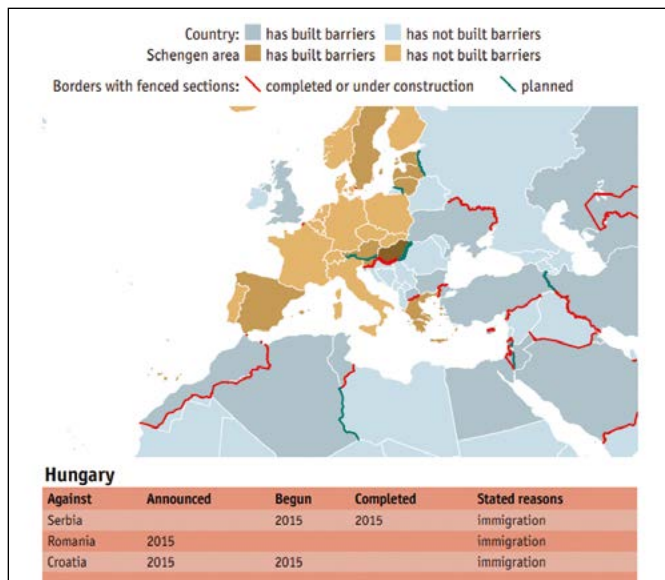 Country: has built barriers has not built barriers
Schengen area has built barriers has not built barriers
Borders with fenced sections: completed or under construction planned
Hungary
Against Announced Begun Completed Stated reasons
Serbia 2015 2015 immigration
Romania 2015 immigration
Croatia 2015 2015 immigration